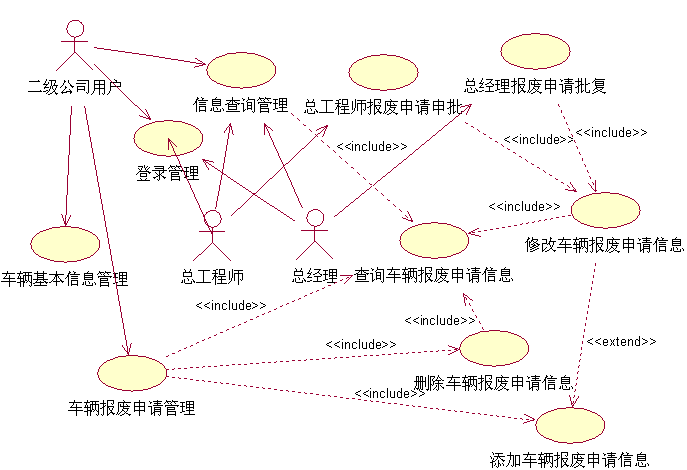 二级公司用户
信息查询管理
总工程师报废申请申批
总经理报废申请批复
<<include>>
<<include>>
<<include>>
登录管理
<<include>>
修改车辆报废申请信息
车辆基本信息管理
总工程师
总经理
查询车辆报废申请信息
<<include>>
<<include>>
<<include>>
<<extend>>
删除车辆报废申请信息
<<include>>
车辆报废申请管理
添加车辆报废申请信息